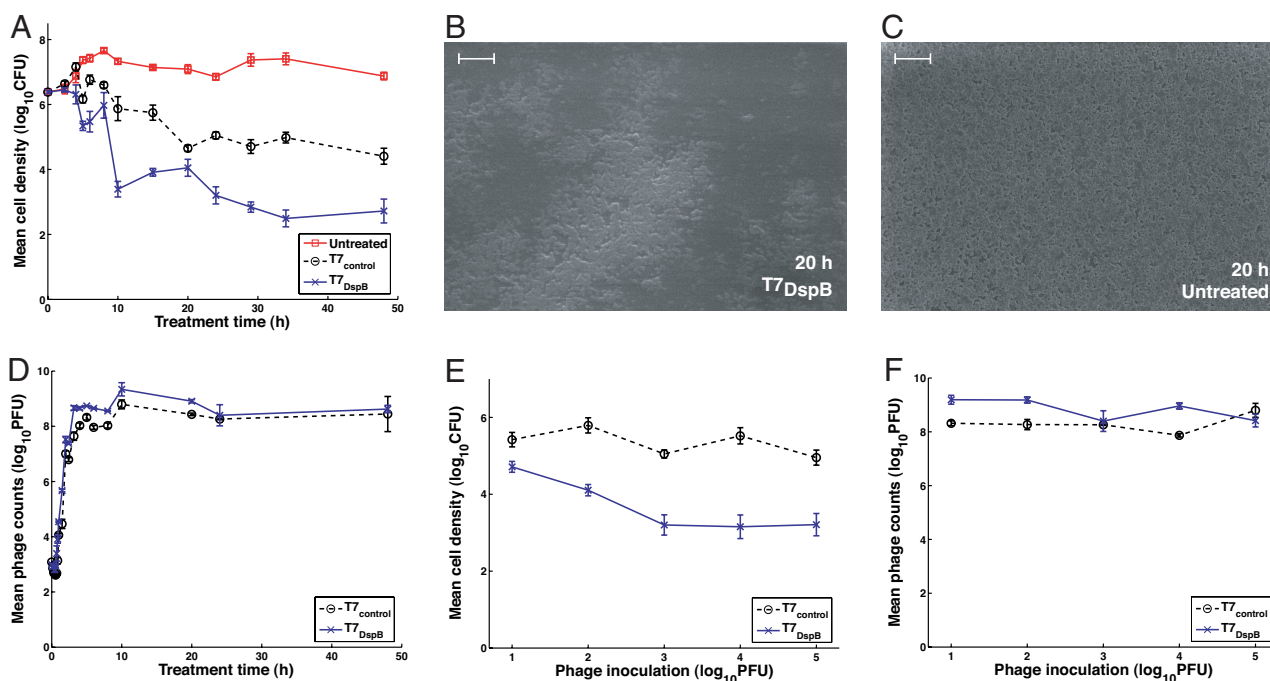 A
Mean cell density (log10CFU)
8
6
4
2
0
0 10 20 30 40 50
Treatment time (h)
Untreated
T7control
T7DspB
B
20 h
T7DspB
C
20 h
Untreated
D
Mean phage counts (log10PFU)
10
8
6
4
2
0
0 10 20 30 40 50
Treatment time (h)
T7control
T7DspB
E
Mean cell density (log10CFU)
6
4
2
0
1 2 3 4 5
Phage inoculation (log10PFU)
T7control
T7DspB
F
Mean phage counts (log10PFU)
10
8
6
4
2
0
1 2 3 4 5
Phage inoculation (log10PFU)
T7control
T7DspB